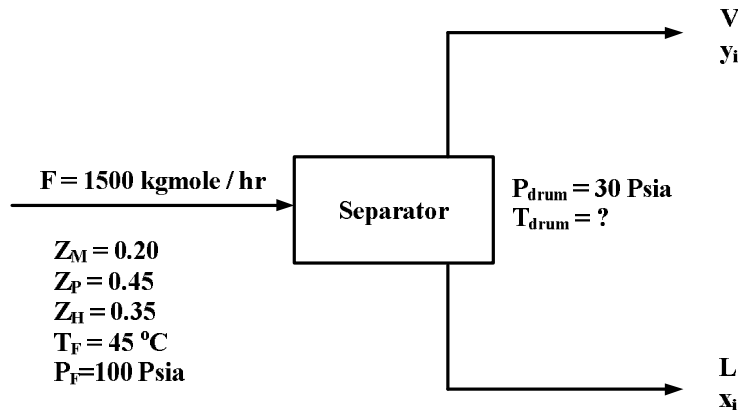 V
yi
F = 1500 kgmole / hr
Separator
Pdrum = 30 Psia
Tdrum = ?
ZM = 0.20
ZP = 0.45
ZH = 0.35
TF = 45 ºC
PF=100 Psia
L
xi